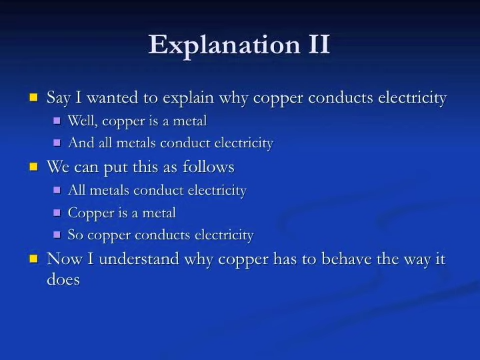 Explanation II
Say I wanted to explain why copper conducts electricity
Well, copper is a metal
And all metals conduct electricity
We can put this as follows
All metals conduct electricity
Copper is a metal
So copper conducts electricity
Now I understand why copper has to behave the way it
does